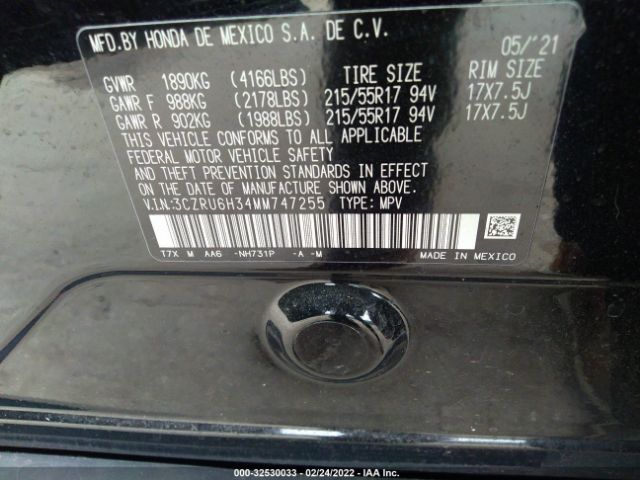 MFD. BY HONDA DE MEXICO S.A. DE C.V. 05/'21
GVWR 1890KG (4166LBS) TIRE SIZE RIM SIZE
GAWR F 988KG (2178LBS) 215/55R17 94V 17X7.5J
GAWR R 902KG (1988LBS) 215/55R17 94V 17X7.5J
THIS VEHICLE CONFORMS TO ALL APPLICABLE
FEDERAL MOTOR VEHICLE SAFETY
AND THEFT PREVENTION STANDARDS IN EFFECT
ON THE DATE OF MANUFACTURE SHOWN ABOVE.
V.I.N:3CZRU6H34MM747255 TYPE: MPV
T7X M AA6 -NH731P -A -M MADE IN MEXICO
000-32530033 - 02/24/2022 - IAA Inc.